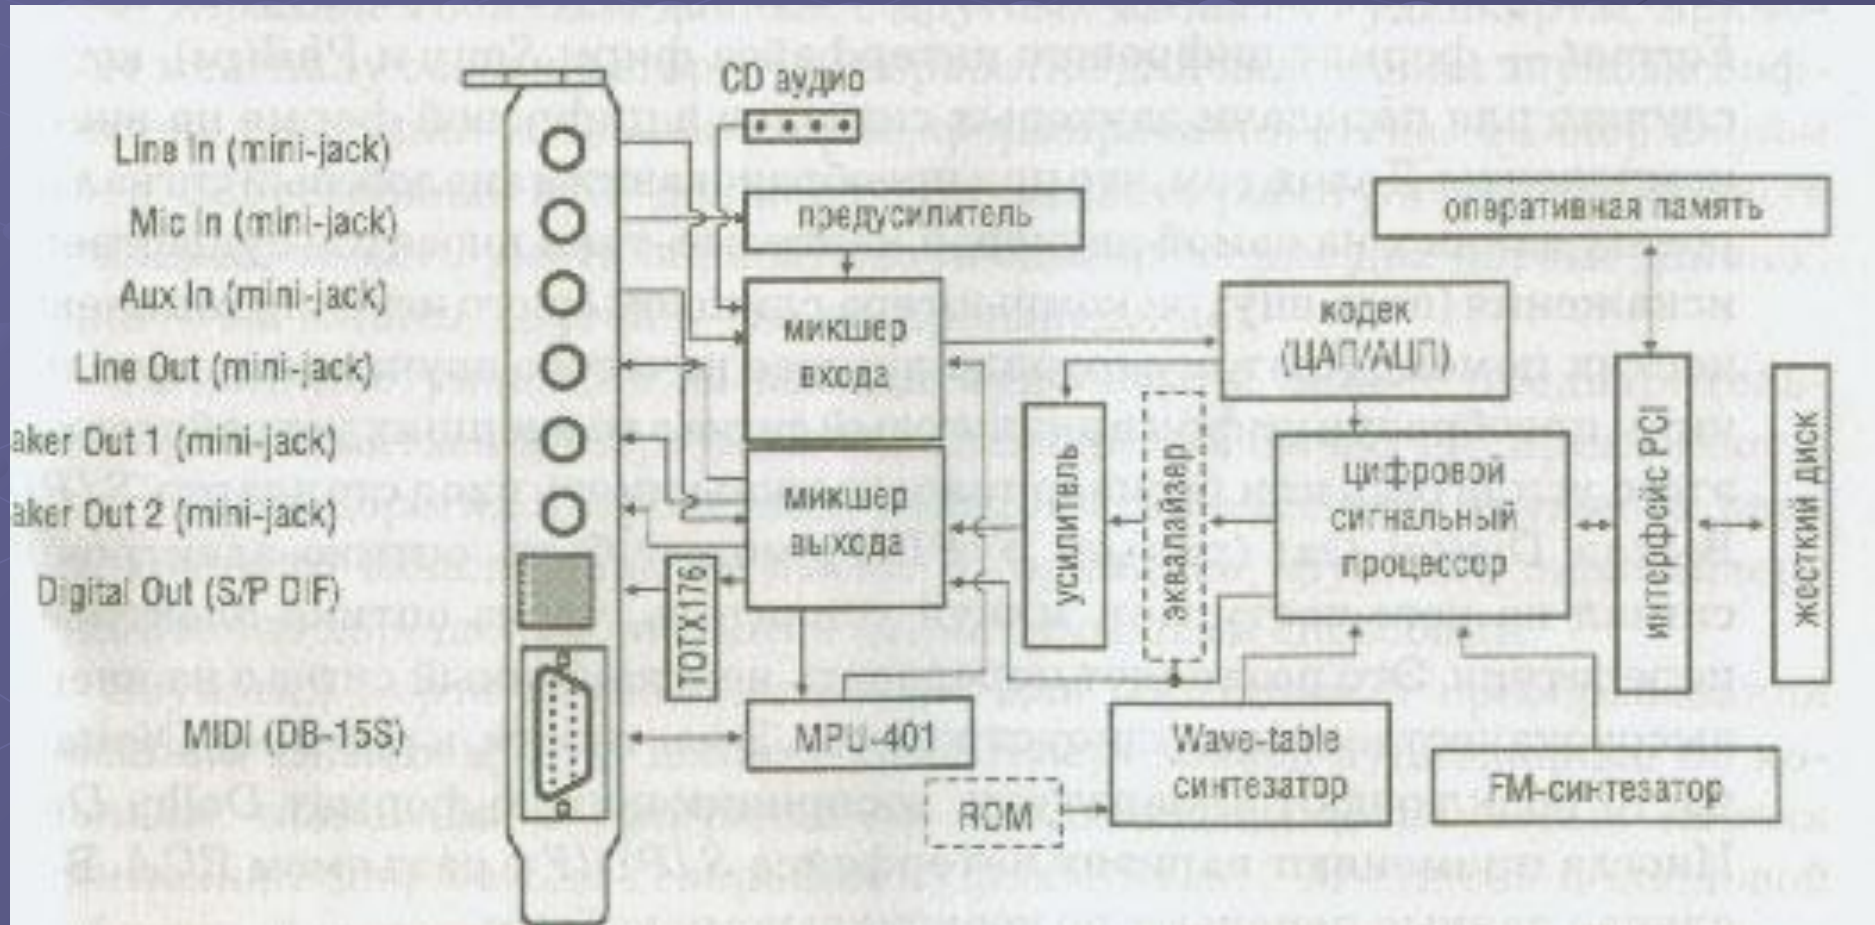 CD аудио
Line In (mini-jack)
Mic In (mini-jack)
Aux In (mini-jack)
Line Out (mini-jack)
aker Out 1 (mini-jack)
aker Out 2 (mini-jack)
Digital Out (S/P DIF)
MIDI (DB-15S)
предусилитель
оперативная память
микшер
входа
кодек
(ЦАП/АЦП)
микшер
выхода
усилитель
эквалайзер
цифровой
сигнальный
процессор
интерфейс PCI
жесткий диск
TOTX176
MPU-401
Wave-table
синтезатор
ROM
FM-синтезатор